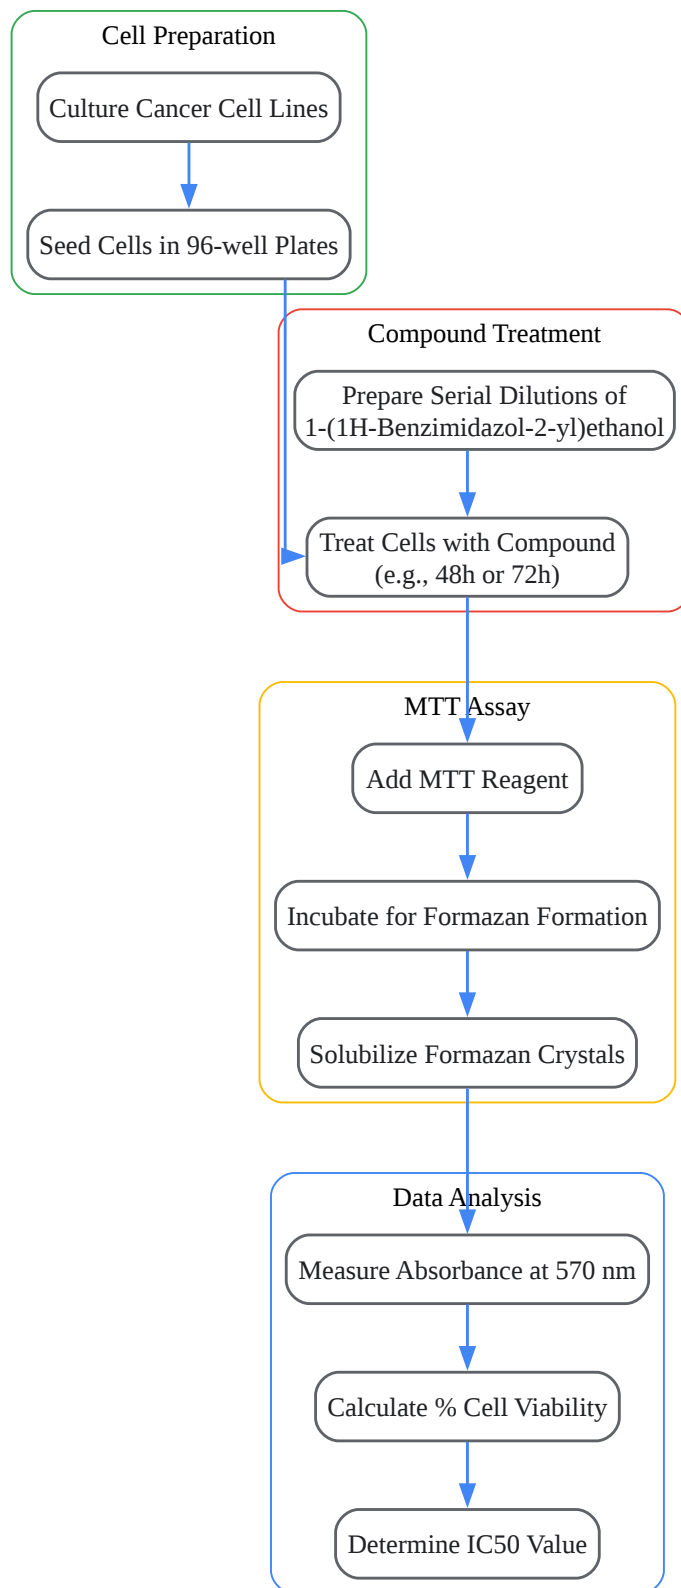 Cell Preparation
Culture Cancer Cell Lines
Seed Cells in 96-well Plates
Compound Treatment
Prepare Serial Dilutions of
1-(1H-Benzimidazol-2-yl)ethanol
Treat Cells with Compound
(e.g., 48h or 72h)
MTT Assay
Add MTT Reagent
Incubate for Formazan Formation
Solubilize Formazan Crystals
Data Analysis
Measure Absorbance at 570 nm
Calculate % Cell Viability
Determine IC50 Value